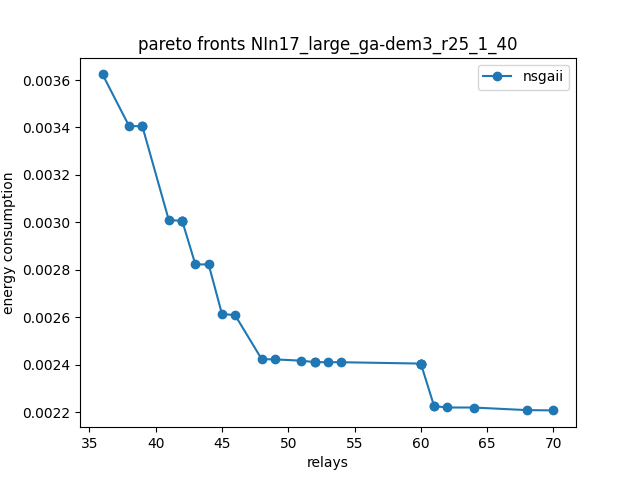 pareto fronts NIn17_large_ga-dem3_r25_1_40
nsgaii
energy consumption
0.0036
0.0034
0.0032
0.0030
0.0028
0.0026
0.0024
0.0022
35 40 45 50 55 60 65 70
relays